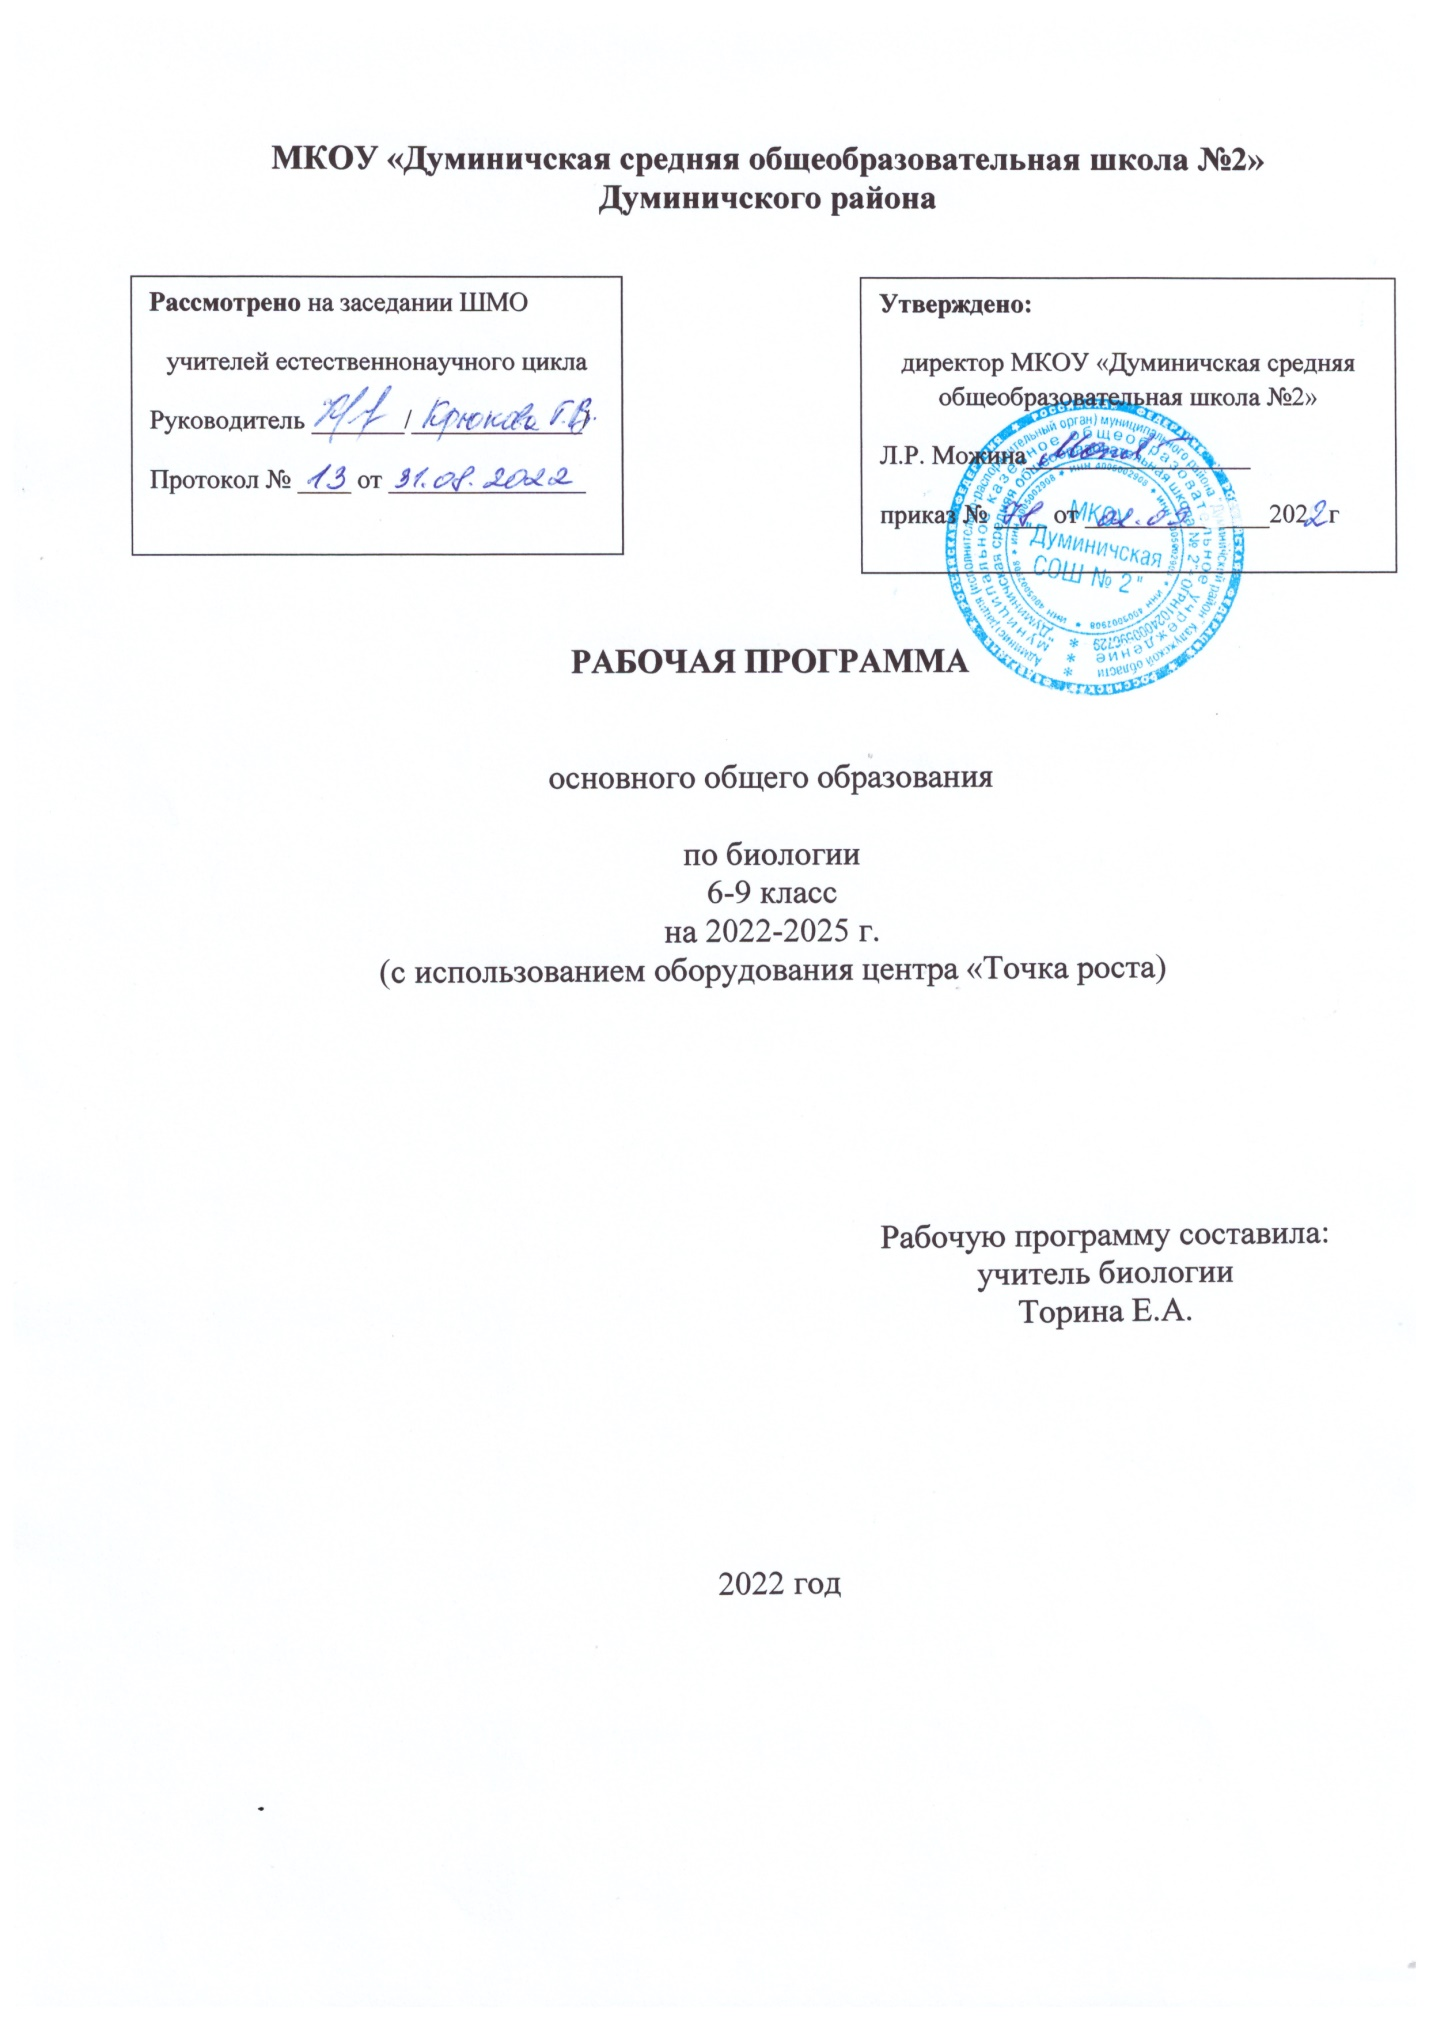 МКОУ «Думиничская средняя общеобразовательная школа №2»
Думиничского района
Рассмотрено на заседании ШМО
учителей естественнонаучного цикла
Руководитель / Крюкова Г.В.
Протокол № 13 от 31.08.2022
Утверждено:
директор МКОУ «Думиничская средняя
общеобразовательная школа №2»
Л.Р. Можина
приказ № от 2022 г
МКОУ
"Думиничская
СОШ № 2"
РАБОЧАЯ ПРОГРАММА
основного общего образования
по биологии
6-9 класс
на 2022-2025 г.
(с использованием оборудования центра «Точка роста)
Рабочую программу составила:
учитель биологии
Торина Е.А.
2022 год